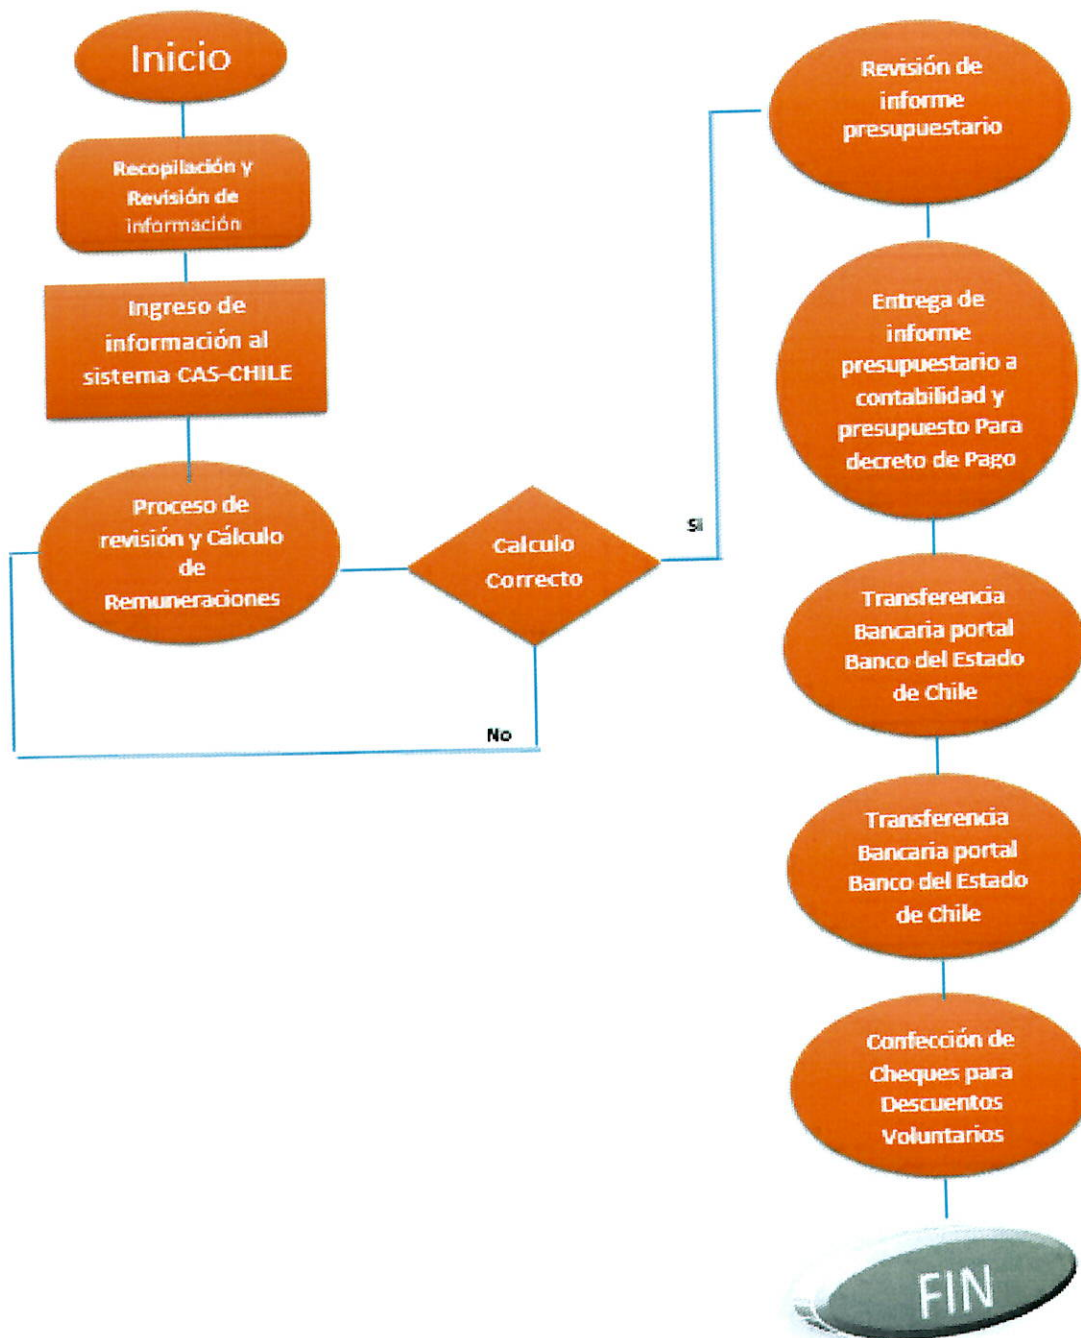 Inicio
Recopilación y
Revisión de
información
Ingreso de
información al
sistema CAS-CHILE
Proceso de
revisión y Cálculo
de
Remuneraciones
Calculo
Correcto
No
Si
Revisión de
informe
presupuestario
Entrega de
informe
presupuestario a
contabilidad y
presupuesto Para
decreto de Pago
Transferencia
Bancaria portal
Banco del Estado
de Chile
Transferencia
Bancaria portal
Banco del Estado
de Chile
Confección de
Cheques para
Descuentos
Voluntarios
FIN